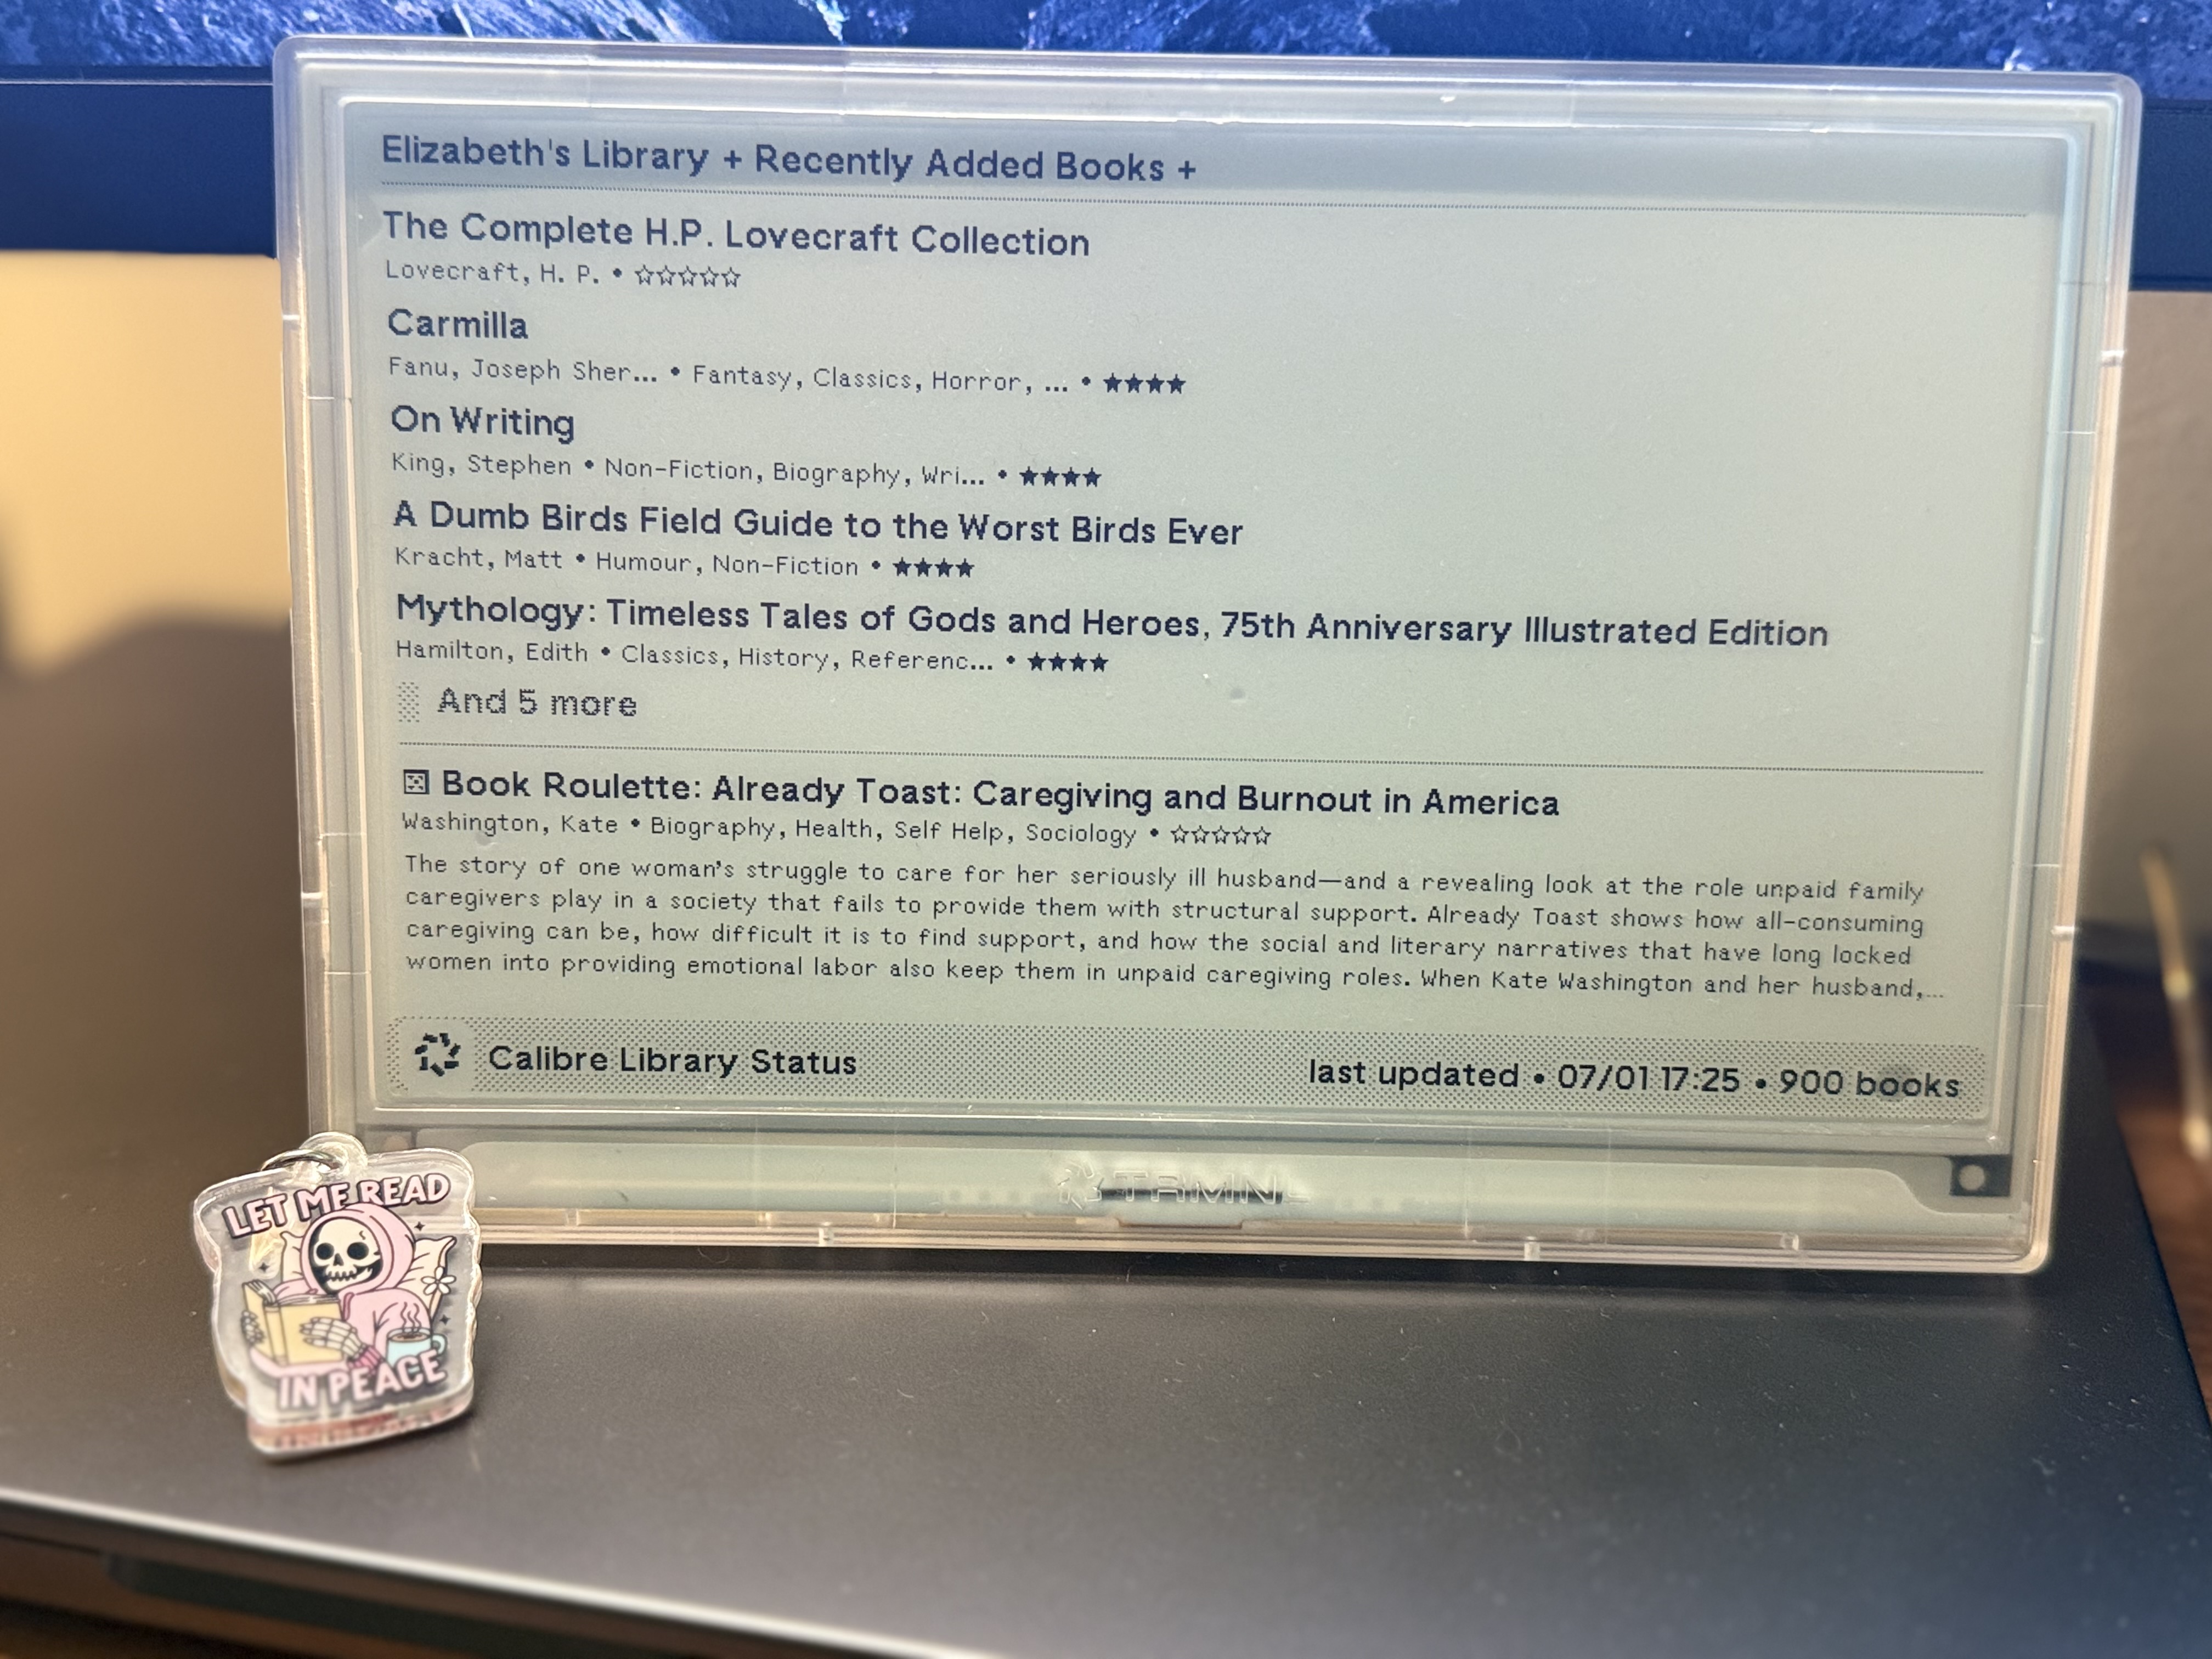 Elizabeth's Library + Recently Added Books +
The Complete H.P. Lovecraft Collection
Lovecraft, H. P. • ☆☆☆☆☆
Carmilla
Fanu, Joseph Sher... • Fantasy, Classics, Horror, ... • ★★★★
On Writing
King, Stephen • Non-Fiction, Biography, Wri... • ★★★★
A Dumb Birds Field Guide to the Worst Birds Ever
Kracht, Matt • Humour, Non-Fiction • ★★★★
Mythology: Timeless Tales of Gods and Heroes, 75th Anniversary Illustrated Edition
Hamilton, Edith • Classics, History, Referenc... • ★★★★
And 5 more
Book Roulette: Already Toast: Caregiving and Burnout in America
Washington, Kate • Biography, Health, Self Help, Sociology • ☆☆☆☆☆
The story of one woman's struggle to care for her seriously ill husband—and a revealing look at the role unpaid family
caregivers play in a society that fails to provide them with structural support. Already Toast shows how all-consuming
caregiving can be, how difficult it is to find support, and how the social and literary narratives that have long locked
women into providing emotional labor also keep them in unpaid caregiving roles. When Kate Washington and her husband,...
Calibre Library Status
last updated • 07/01 17:25 • 900 books
TRMNL
LET ME READ
IN PEACE